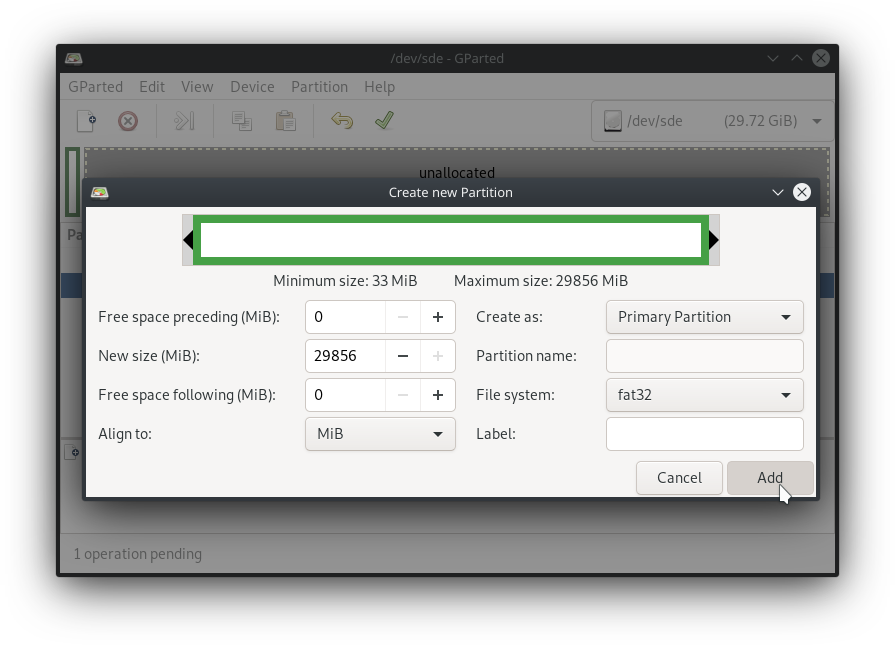 /dev/sde - GParted
GParted Edit View Device Partition Help
/dev/sde (29.72 GiB)
unallocated
Create new Partition
Pa
Minimum size: 33 MiB Maximum size: 29856 MiB
Free space preceding (MiB): 0 Create as: Primary Partition
New size (MiB): 29856 Partition name:
Free space following (MiB): 0 File system: fat32
Align to: MiB Label:
Cancel Add
1 operation pending